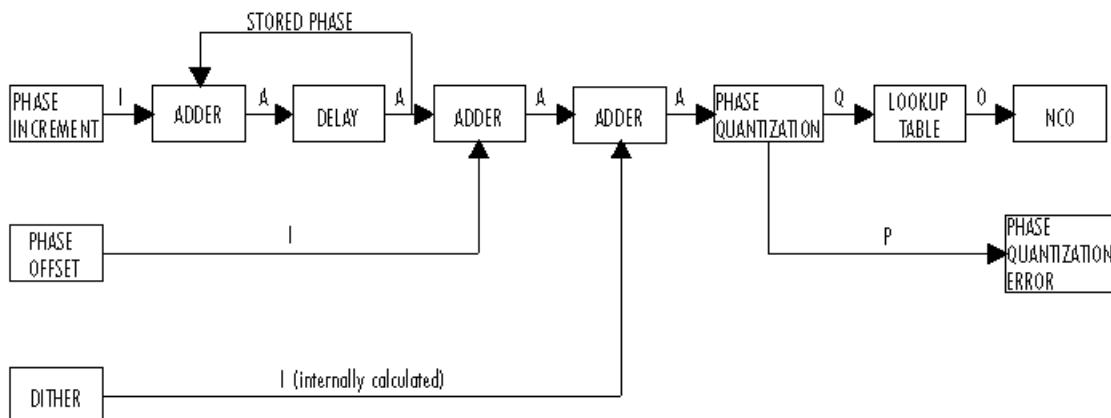 STORED PHASE
PHASE
INCREMENT
I
ADDER
A
DELAY
A
ADDER
A
ADDER
A
PHASE
QUANTIZATION
Q
LOOKUP
TABLE
O
NCO
PHASE
OFFSET
I
P
PHASE
QUANTIZATION
ERROR
DITHER
I (internally calculated)